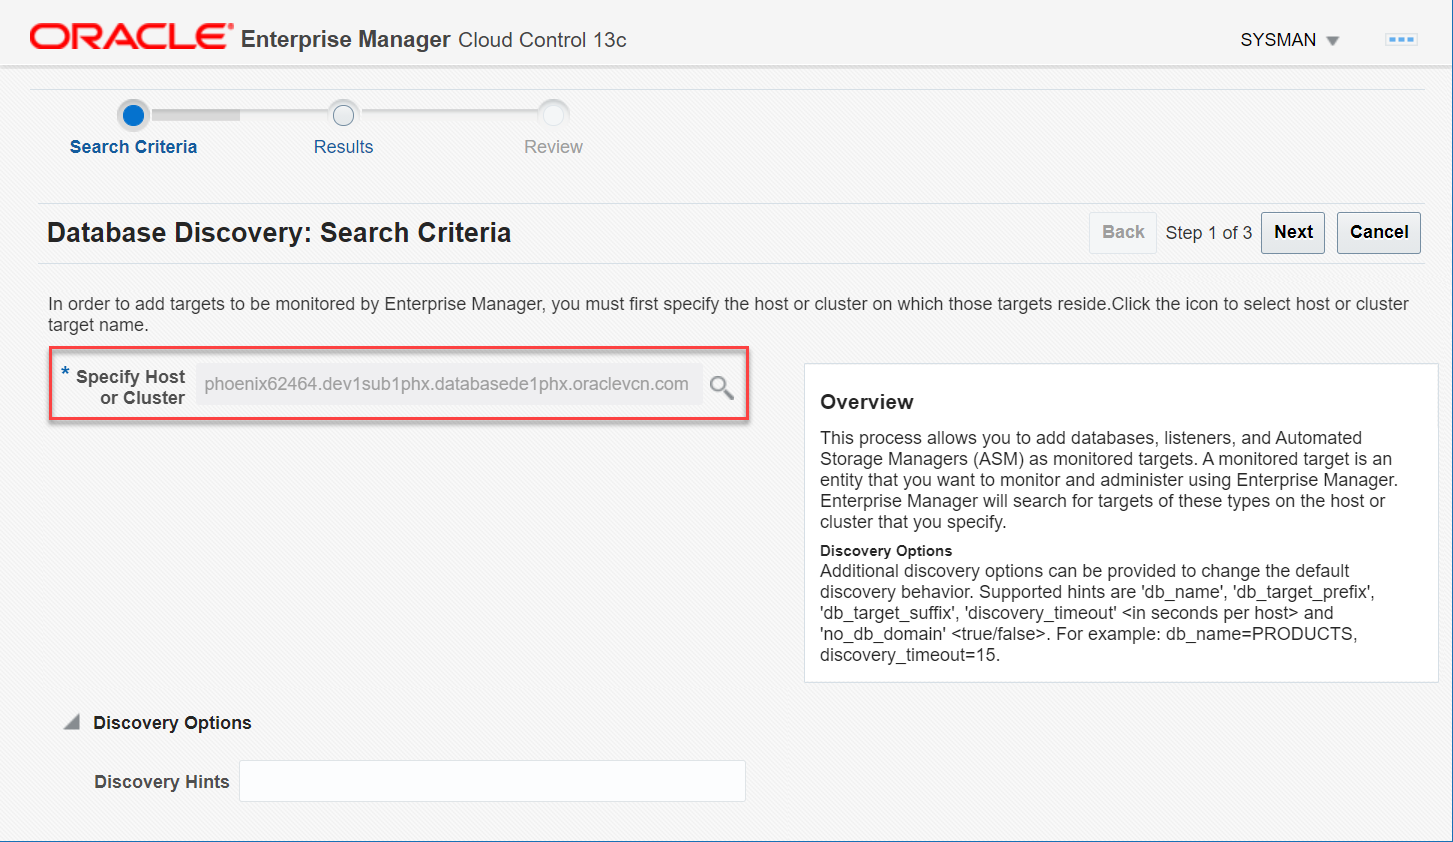 ORACLE Enterprise Manager Cloud Control 13c
SYSMAN
Search Criteria
Results
Review
Database Discovery: Search Criteria
Back Step 1 of 3 Next Cancel
In order to add targets to be monitored by Enterprise Manager, you must first specify the host or cluster on which those targets reside.Click the icon to select host or cluster
target name.
* Specify Host
or Cluster
phoenix62464.dev1sub1phx.databasede1phx.oraclevcn.com
Overview
This process allows you to add databases, listeners, and Automated
Storage Managers (ASM) as monitored targets. A monitored target is an
entity that you want to monitor and administer using Enterprise Manager.
Enterprise Manager will search for targets of these types on the host or
cluster that you specify.
Discovery Options
Additional discovery options can be provided to change the default
discovery behavior. Supported hints are 'db_name', 'db_target_prefix',
'db_target_suffix', 'discovery_timeout' <in seconds per host> and
'no_db_domain' <true/false>. For example: db_name=PRODUCTS,
discovery_timeout=15.
Discovery Options
Discovery Hints